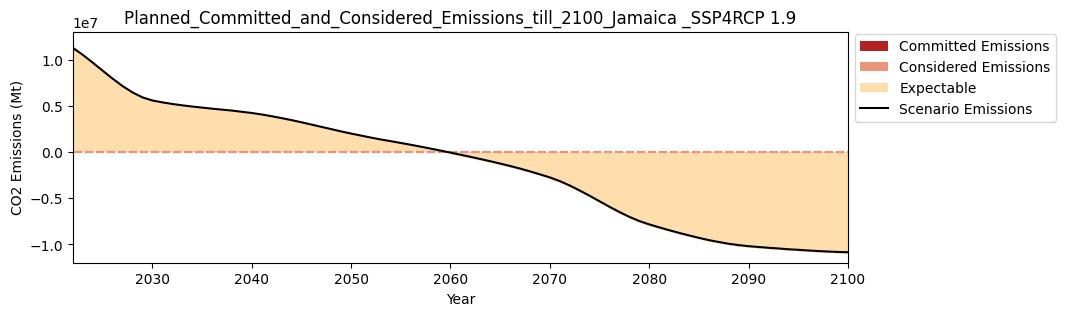 Planned_Committed_and_Considered_Emissions_till_2100_Jamaica _SSP4RCP 1.9
1e7
1.0
0.5
0.0
−0.5
−1.0
CO2 Emissions (Mt)
2030 2040 2050 2060 2070 2080 2090 2100
Year
Committed Emissions
Considered Emissions
Expectable
Scenario Emissions